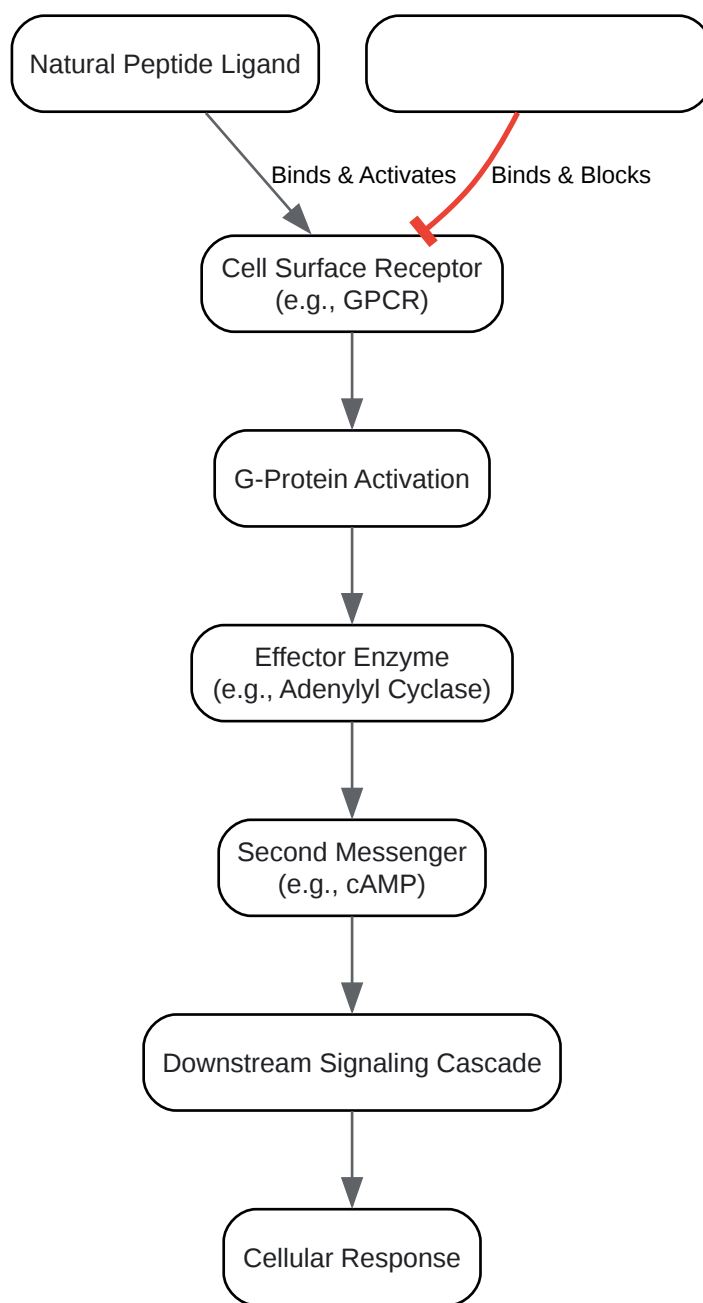 Natural Peptide Ligand
Binds & Activates
Binds & Blocks
Cell Surface Receptor
(e.g., GPCR)
G-Protein Activation
Effector Enzyme
(e.g., Adenylyl Cyclase)
Second Messenger
(e.g., cAMP)
Downstream Signaling Cascade
Cellular Response